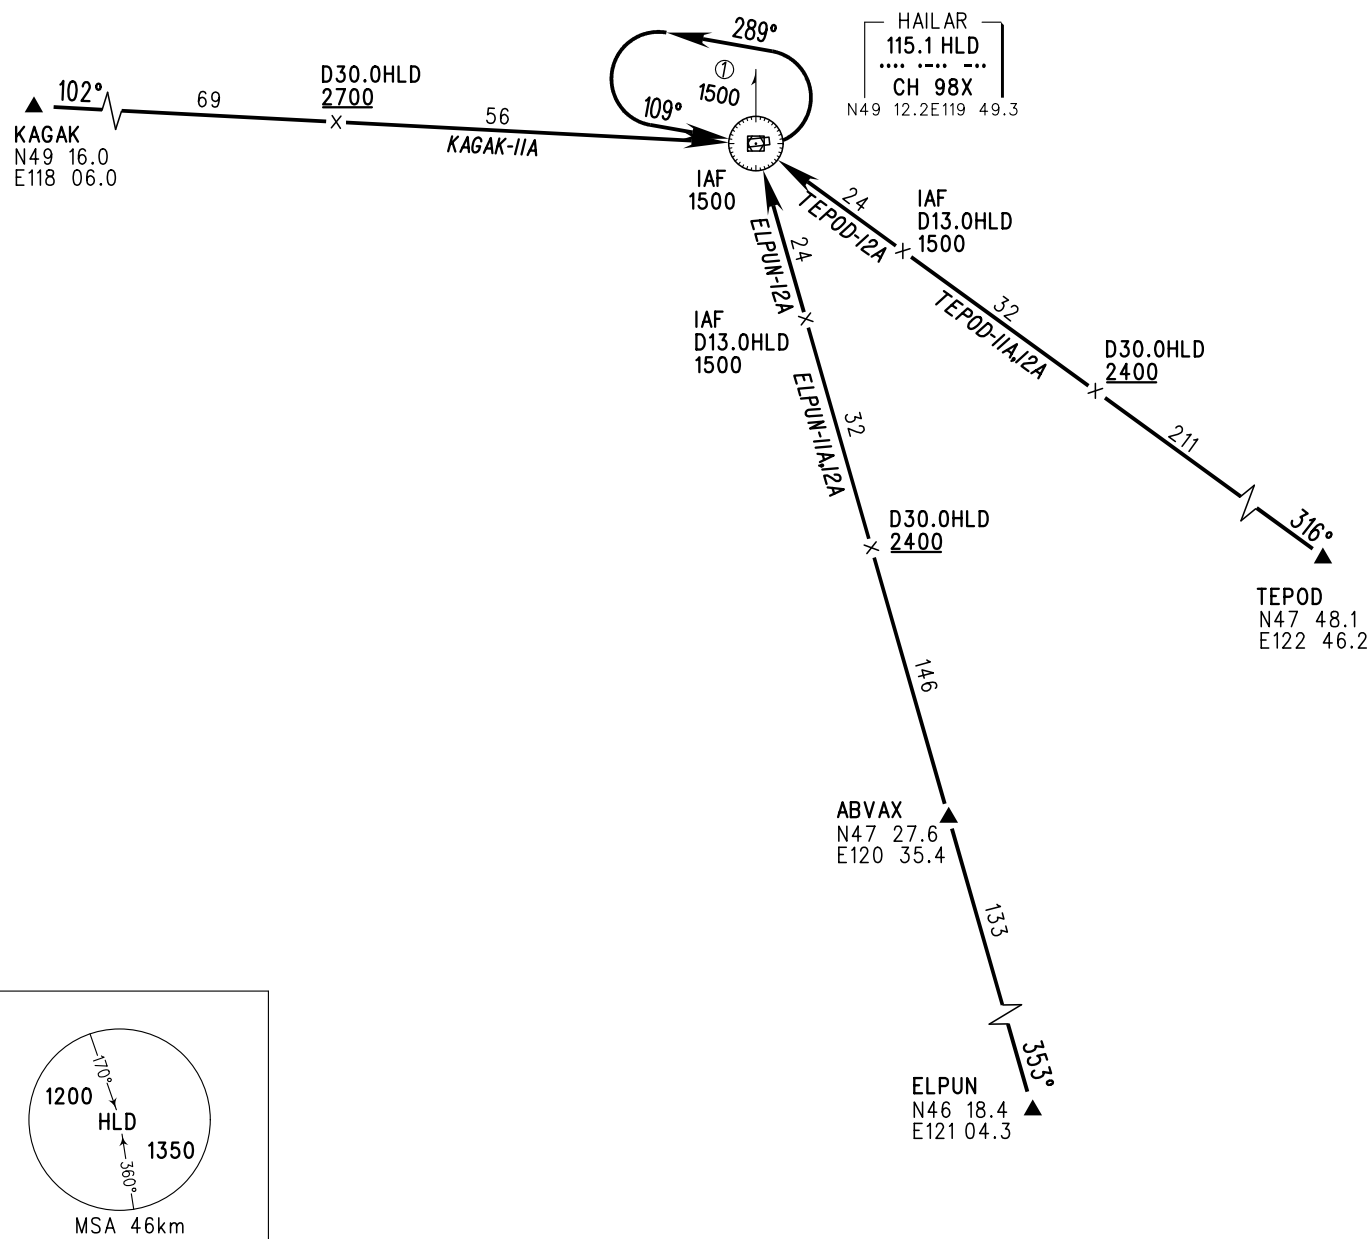 HAILAR
115.1 HLD
CH 98X
N49 12.2E119 49.3
289°
①
1500
109°
D30.0HLD
2700
102°
69
56
KAGAK-11A
KAGAK
N49 16.0
E118 06.0
IAF
1500
24
TEPOD-12A
IAF
D13.0HLD
1500
24
ELPUN-12A
IAF
D13.0HLD
1500
32
TEPOD-11A,12A
D30.0HLD
2400
211
316°
TEPOD
N47 48.1
E122 46.2
32
ELPUN-11A,12A
D30.0HLD
2400
146
ABVAX
N47 27.6
E120 35.4
133
353°
ELPUN
N46 18.4
E121 04.3
170°
1200
HLD
1350
360°
MSA 46km